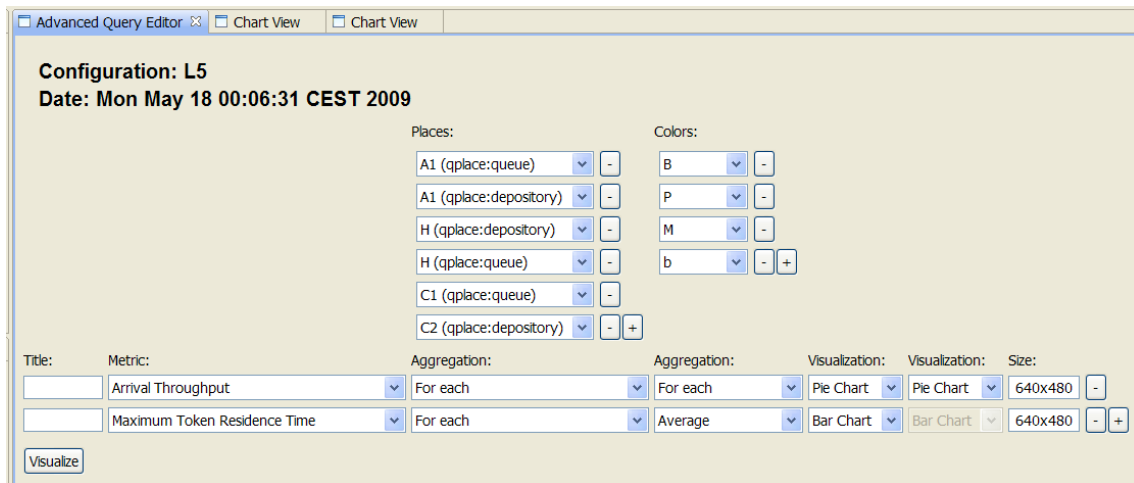 Advanced Query Editor Chart View Chart View
Configuration: L5
Date: Mon May 18 00:06:31 CEST 2009
Places: Colors:
A1 (qplace:queue) - B -
A1 (qplace:depository) - P -
H (qplace:depository) - M -
H (qplace:queue) - b - +
C1 (qplace:queue) -
C2 (qplace:depository) - +
Title: Metric: Aggregation: Aggregation: Visualization: Visualization: Size:
Arrival Throughput For each For each Pie Chart Pie Chart 640x480 -
Maximum Token Residence Time For each Average Bar Chart Bar Chart 640x480 - +
Visualize